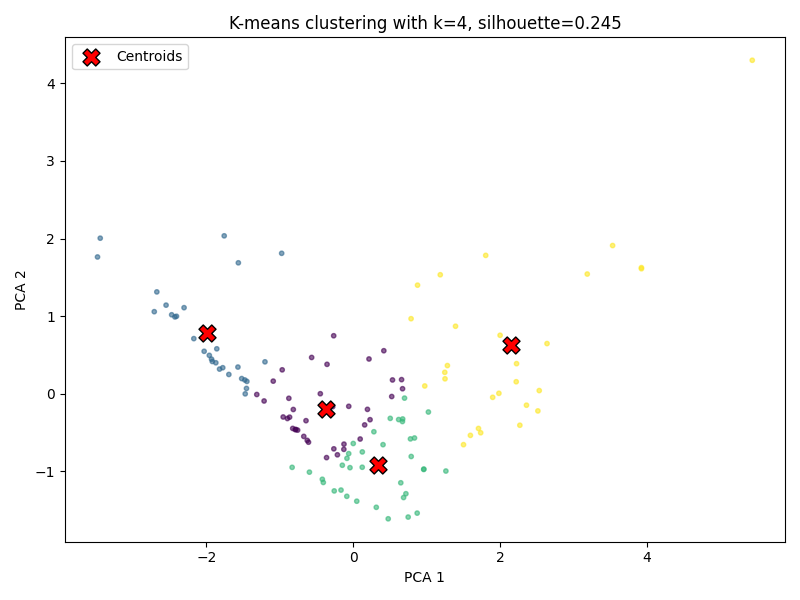 K-means clustering with k=4, silhouette=0.245
Centroids
4
3
2
1
0
−1
PCA 2
−2
0
2
4
PCA 1